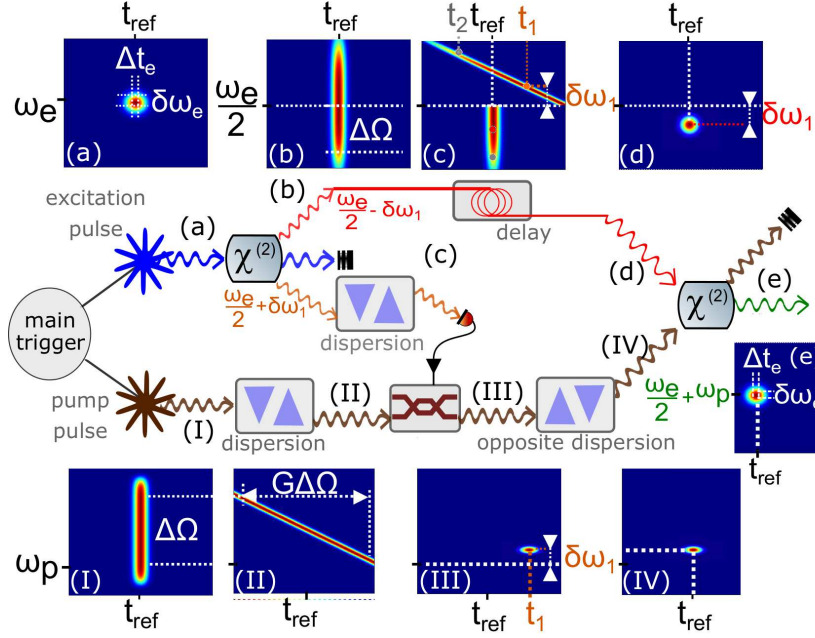 t_ref
t_2 t_ref t_1
t_ref
Δt_e
ω_e
δω_e
(a)
ω_e/2
ΔΩ
(b)
δω_1
(c)
δω_1
(d)
excitation
pulse
(a)
χ^(2)
(b)
ω_e/2 - δω_1
delay
(d)
χ^(2)
(e)
ω_e/2 + δω_1
(c)
dispersion
main
trigger
pump
pulse
(I)
dispersion
(II)
(III)
opposite dispersion
(IV)
ω_e/2 + ω_p
Δt_e (e
δω
t_ref
ω_p
ΔΩ
(I)
t_ref
GΔΩ
(II)
t_ref
δω_1
(III)
t_ref t_1
(IV)
t_ref